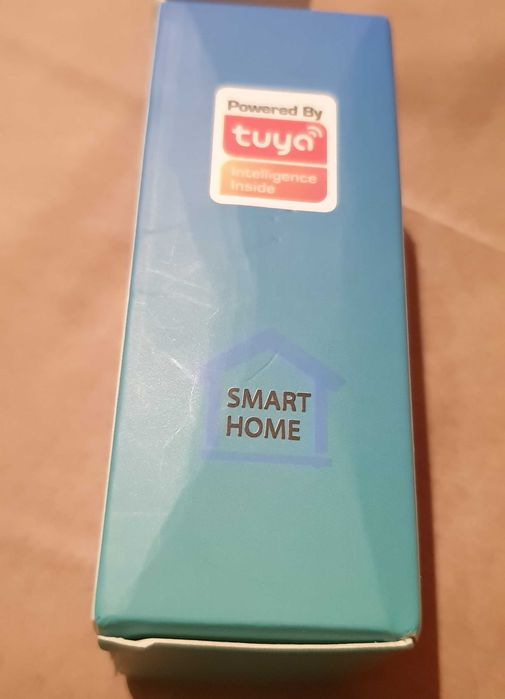 Powered By
tuya
Intelligence
Inside
SMART
HOME